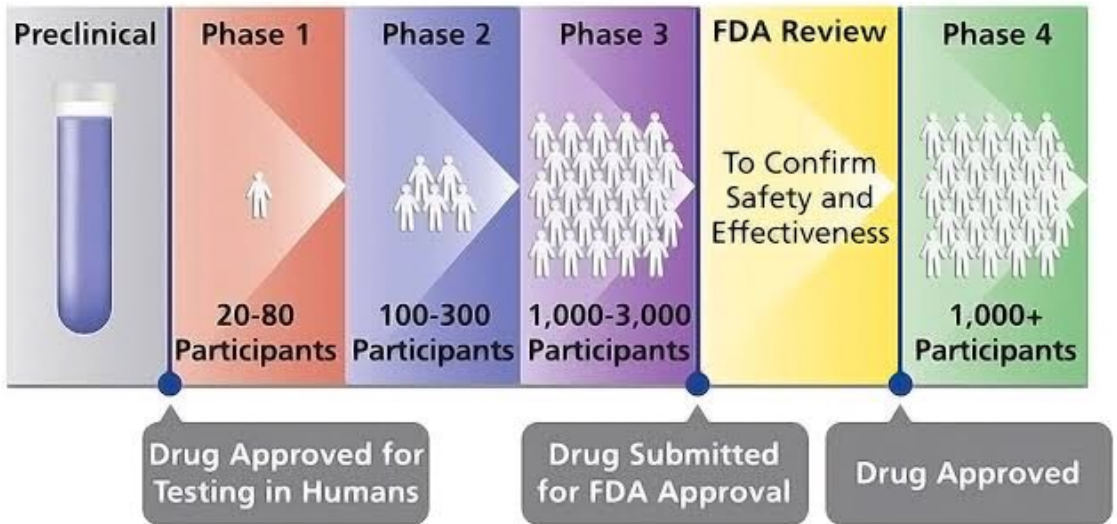 Preclinical
Phase 1
Phase 2
Phase 3
FDA Review
Phase 4
To Confirm
Safety and
Effectiveness
20-80
Participants
100-300
Participants
1,000-3,000
Participants
1,000+
Participants
Drug Approved for
Testing in Humans
Drug Submitted
for FDA Approval
Drug Approved